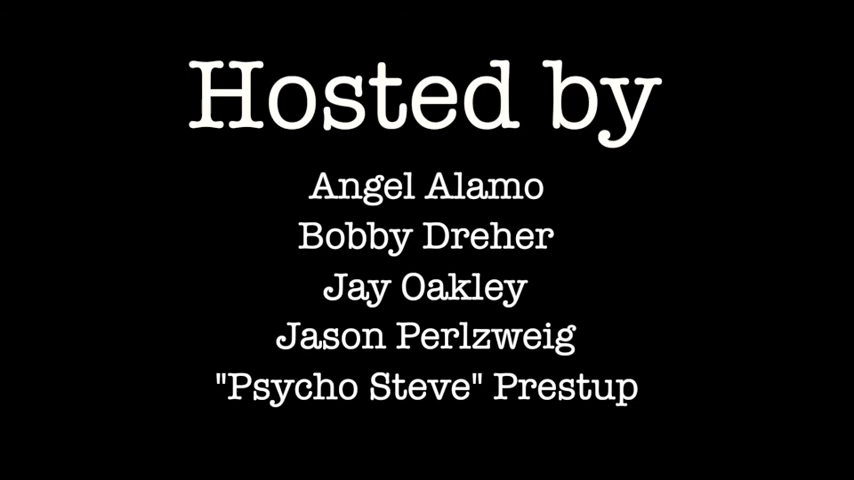 Hosted by
Angel Alamo
Bobby Dreher
Jay Oakley
Jason Perlzweig
"Psycho Steve" Prestup